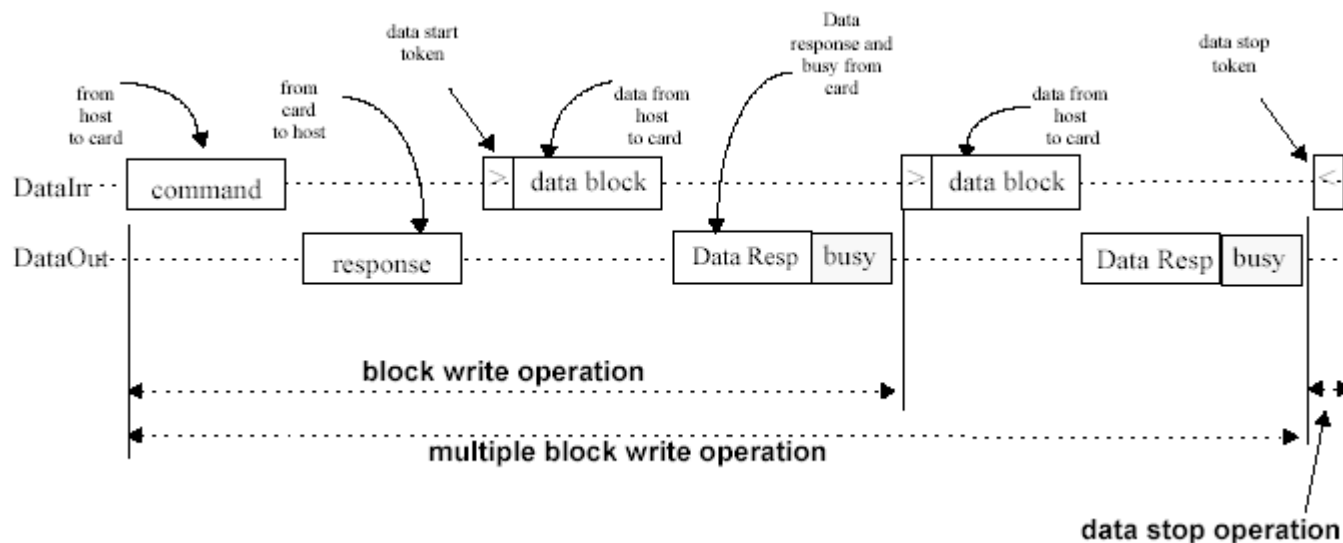 data start
token
Data
response and
busy from
card
data stop
token
from
host
to card
from
card
to host
data from
host
to card
data from
host
to card
DataIn
command
>
data block
>
data block
<
DataOut
response
Data Resp
busy
Data Resp
busy
block write operation
multiple block write operation
data stop operation